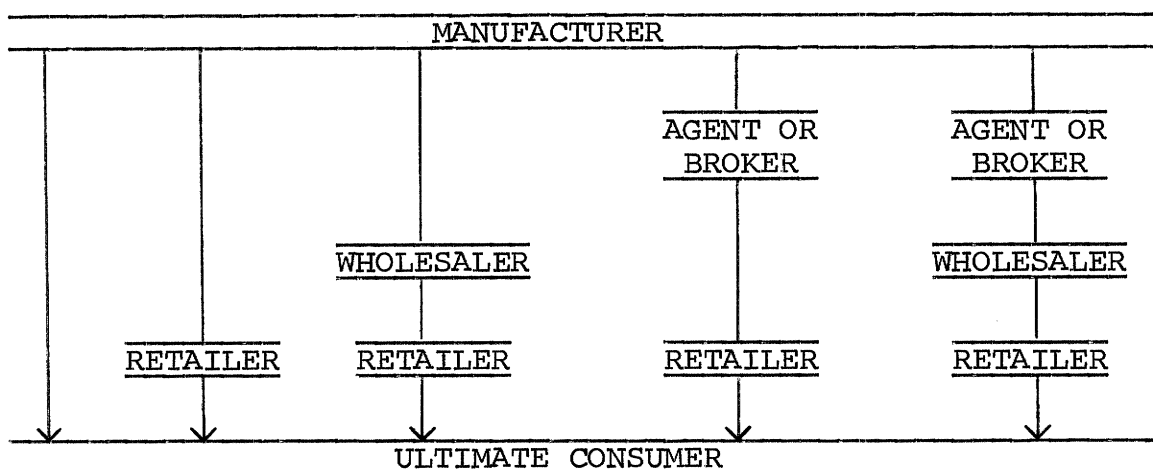 MANUFACTURER
AGENT OR
BROKER
AGENT OR
BROKER
WHOLESALER
WHOLESALER
RETAILER
RETAILER
RETAILER
RETAILER
ULTIMATE CONSUMER